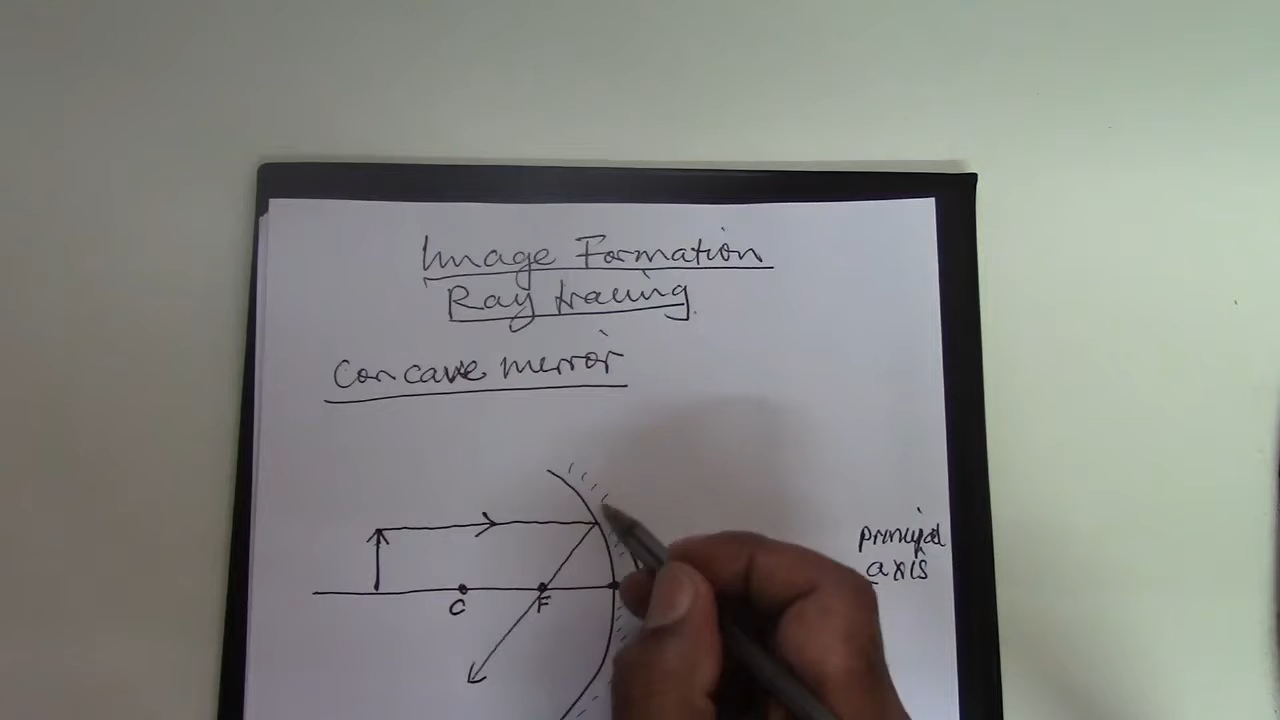 Image Formation
Ray tracing
Concave mirror
principal
axis
C
F